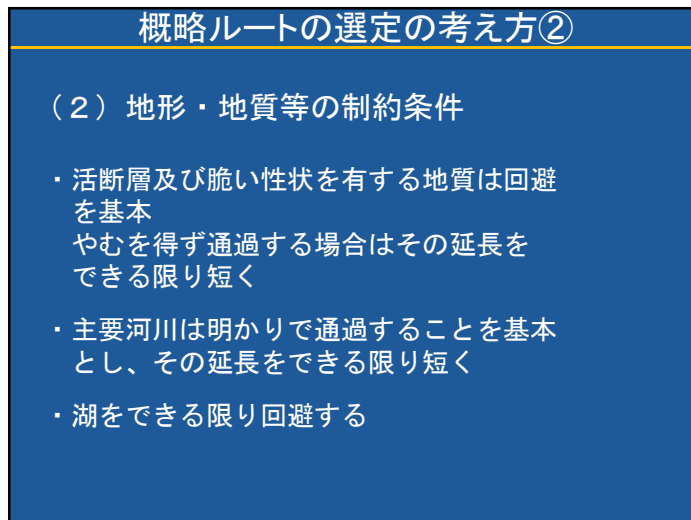 概略ルートの選定の考え方②
（２）地形・地質等の制約条件
・活断層及び脆い性状を有する地質は回避
を基本
やむを得ず通過する場合はその延長を
できる限り短く
・主要河川は明かりで通過することを基本
とし、その延長をできる限り短く
・湖をできる限り回避する